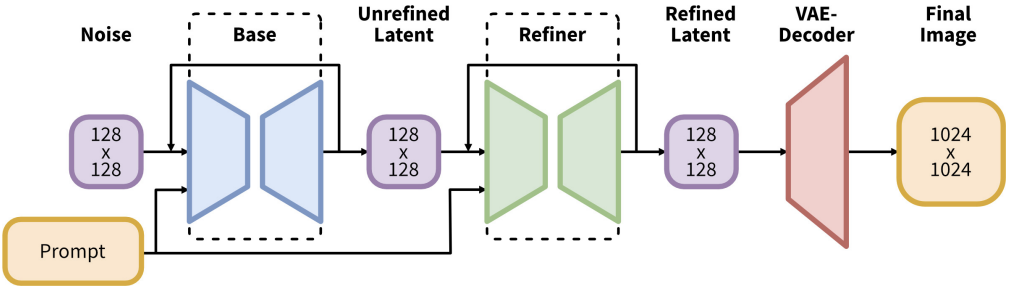 Noise
Base
Unrefined
Latent
Refiner
Refined
Latent
VAE-
Decoder
Final
Image
128
x
128
128
x
128
128
x
128
1024
x
1024
Prompt